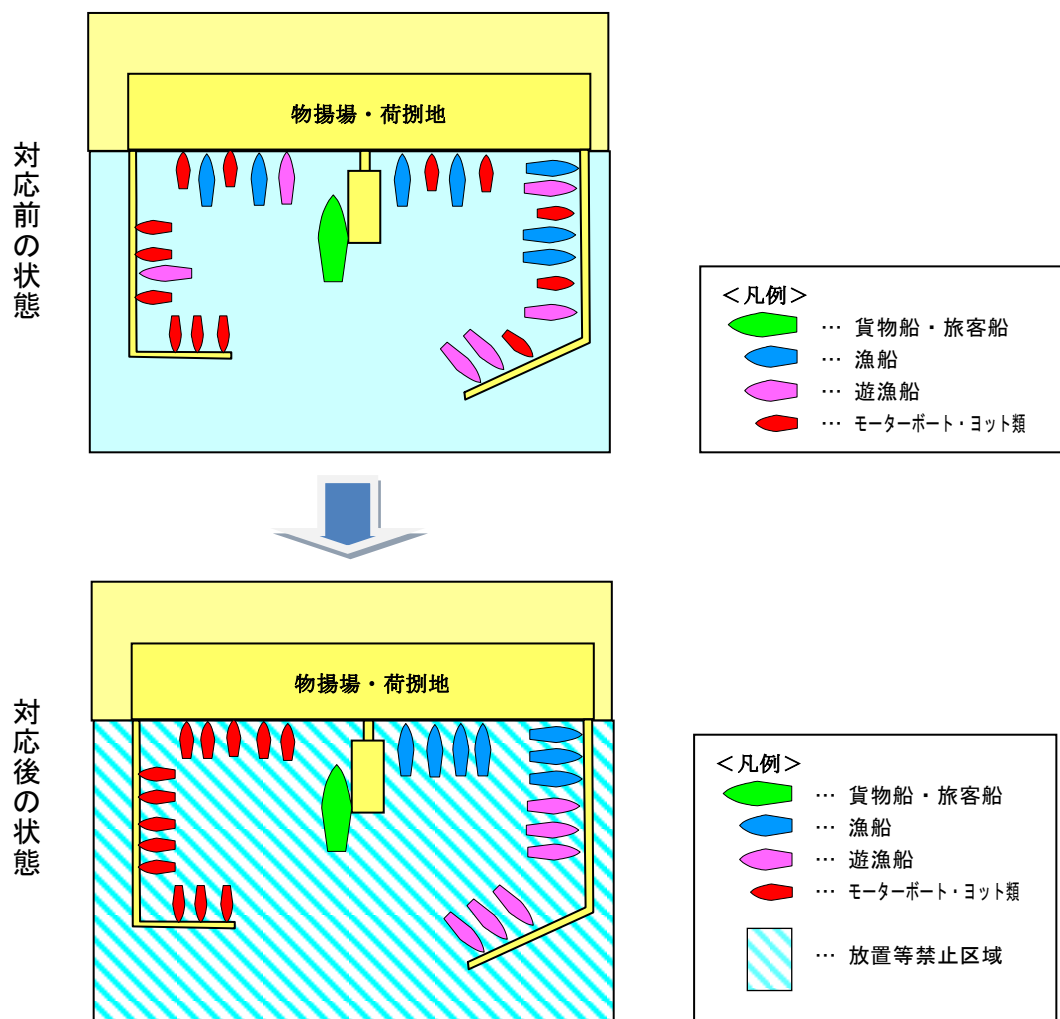 対応前の状態
物揚場・荷捌地
＜凡例＞
… 貨物船・旅客船
… 漁船
… 遊漁船
… モーターボート・ヨット類
対応後の状態
物揚場・荷捌地
＜凡例＞
… 貨物船・旅客船
… 漁船
… 遊漁船
… モーターボート・ヨット類
… 放置等禁止区域